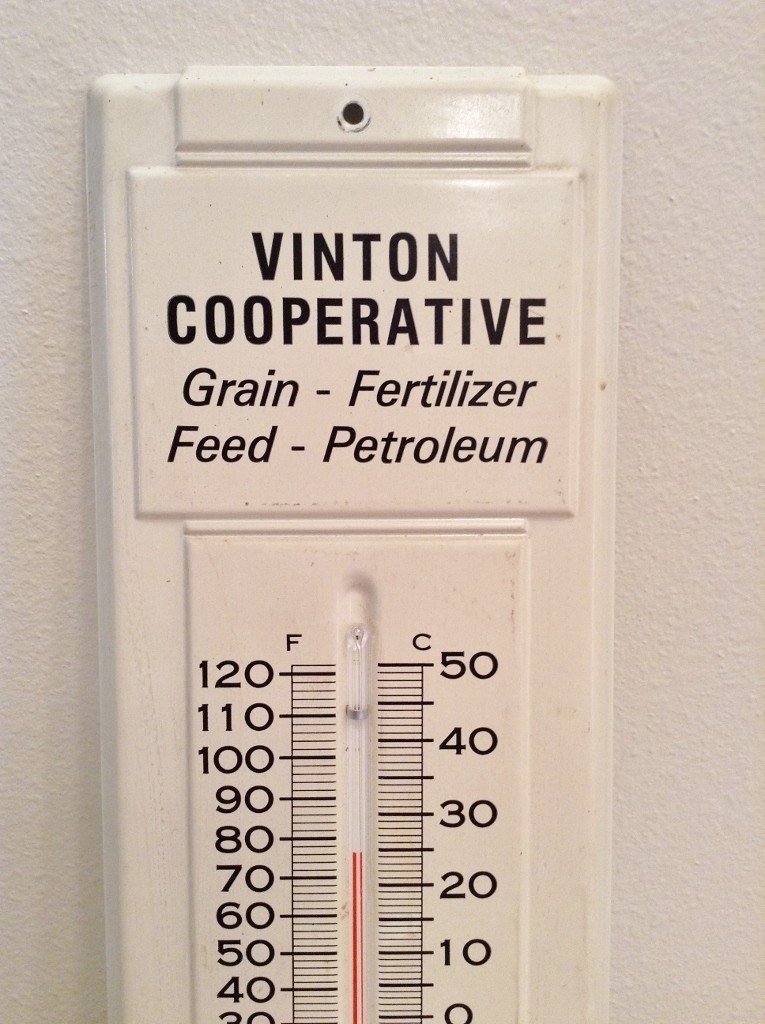 VINTON
COOPERATIVE
Grain - Fertilizer
Feed - Petroleum
F C
120 50
110
100 40
90
80 30
70
60 20
50 10
40
30 0